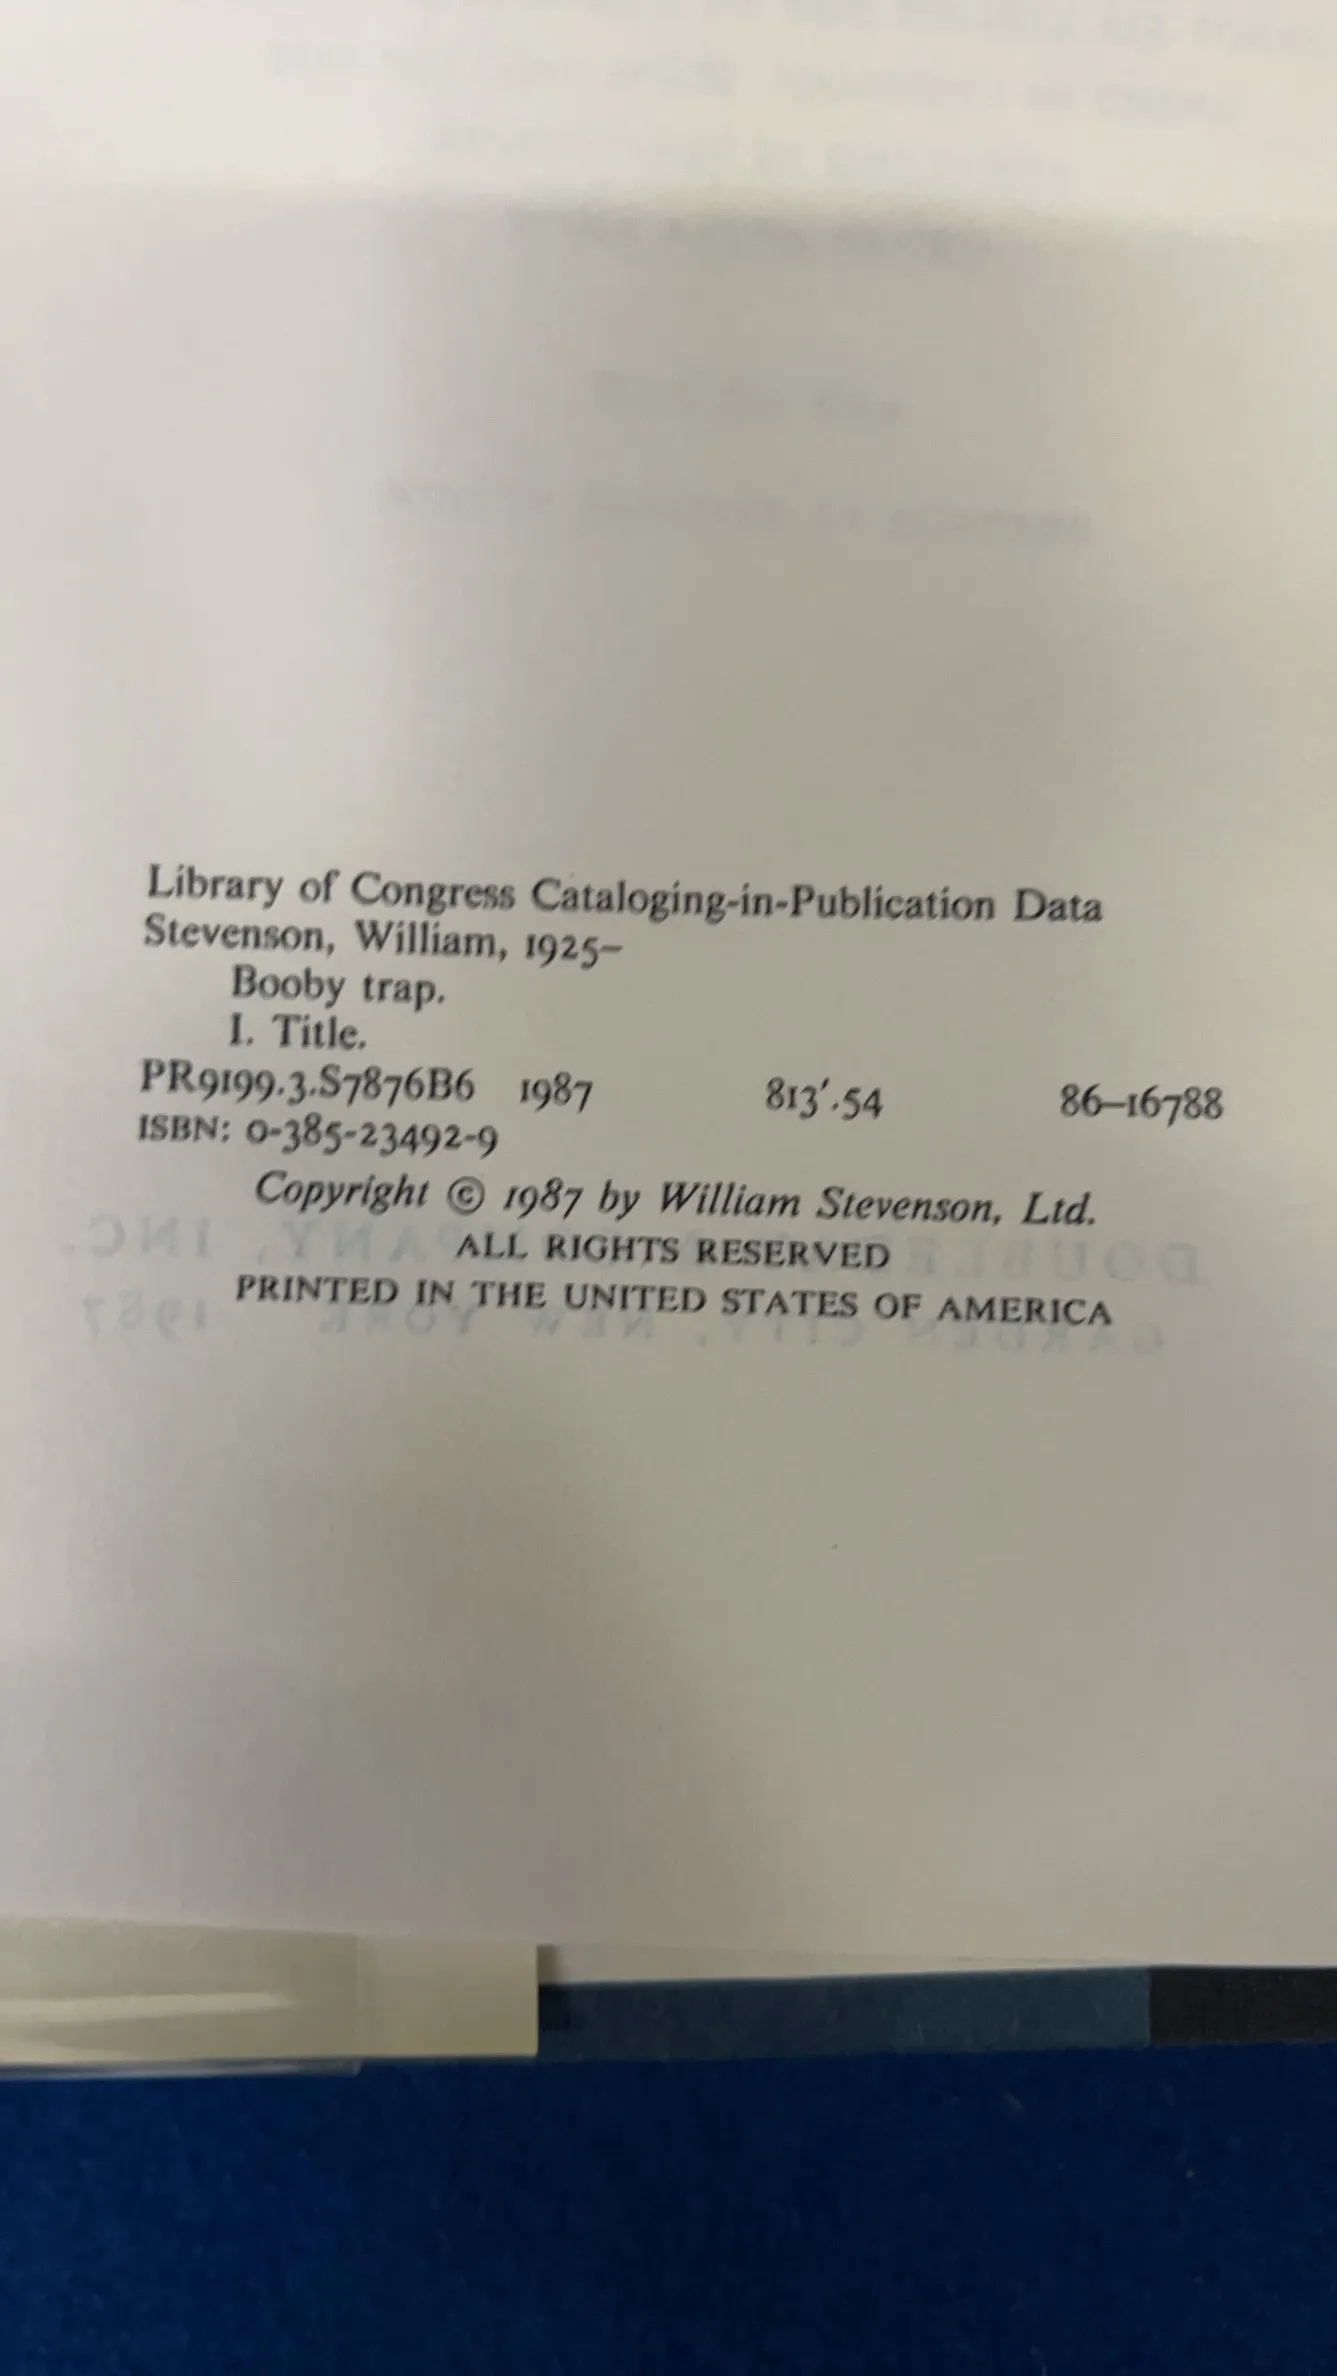 Library of Congress Cataloging-in-Publication Data
Stevenson, William, 1925–
Booby trap.
I. Title.
PR9199.3.S7876B6 1987 813′.54 86–16788
ISBN: 0-385-23492-9
Copyright © 1987 by William Stevenson, Ltd.
ALL RIGHTS RESERVED
PRINTED IN THE UNITED STATES OF AMERICA